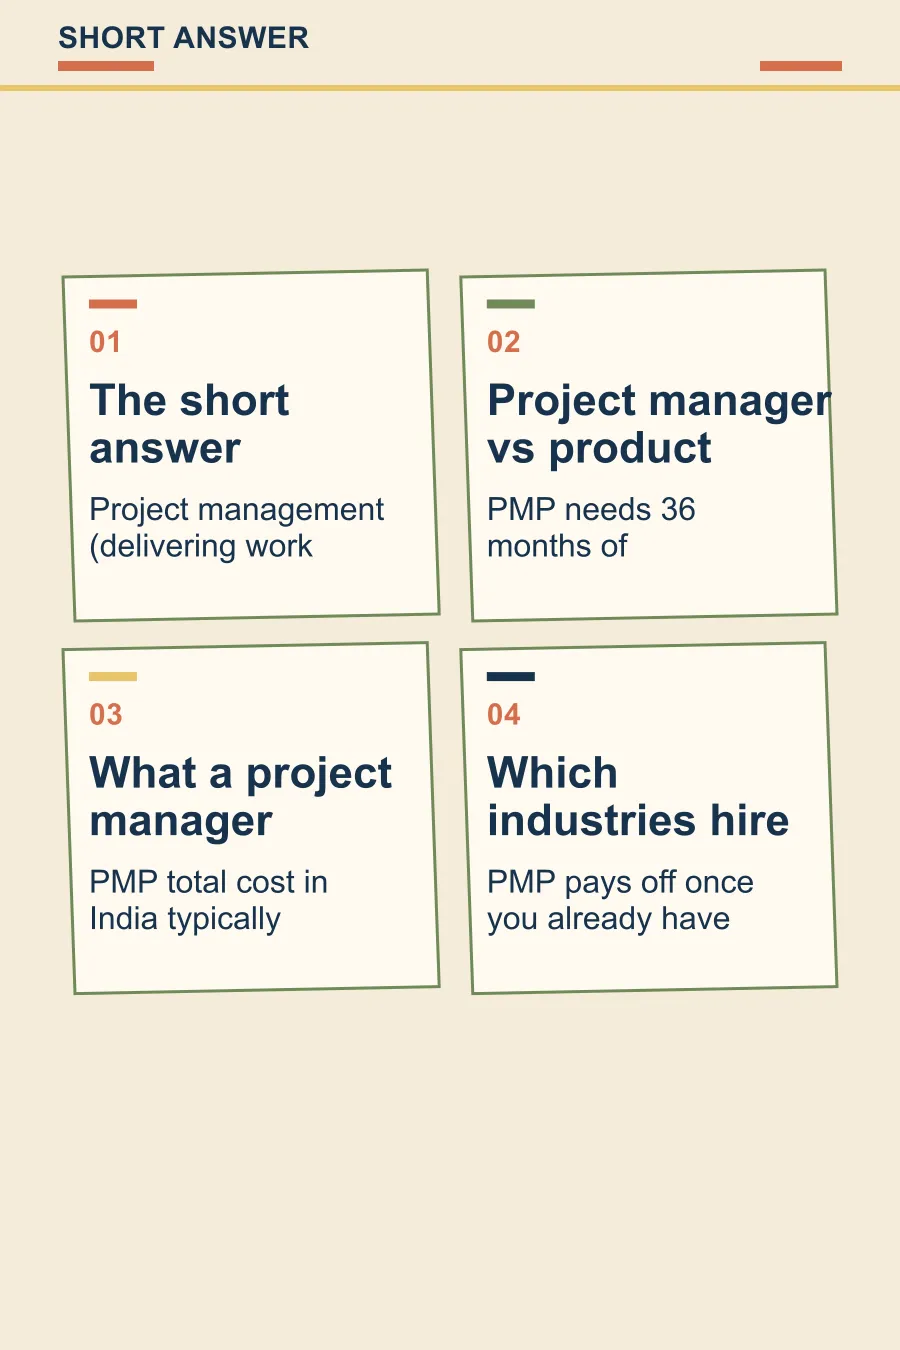 SHORT ANSWER
01
The short
answer
Project management
(delivering work
02
Project manager
vs product
PMP needs 36
months of
03
What a project
manager
PMP total cost in
India typically
04
Which
industries hire
PMP pays off once
you already have